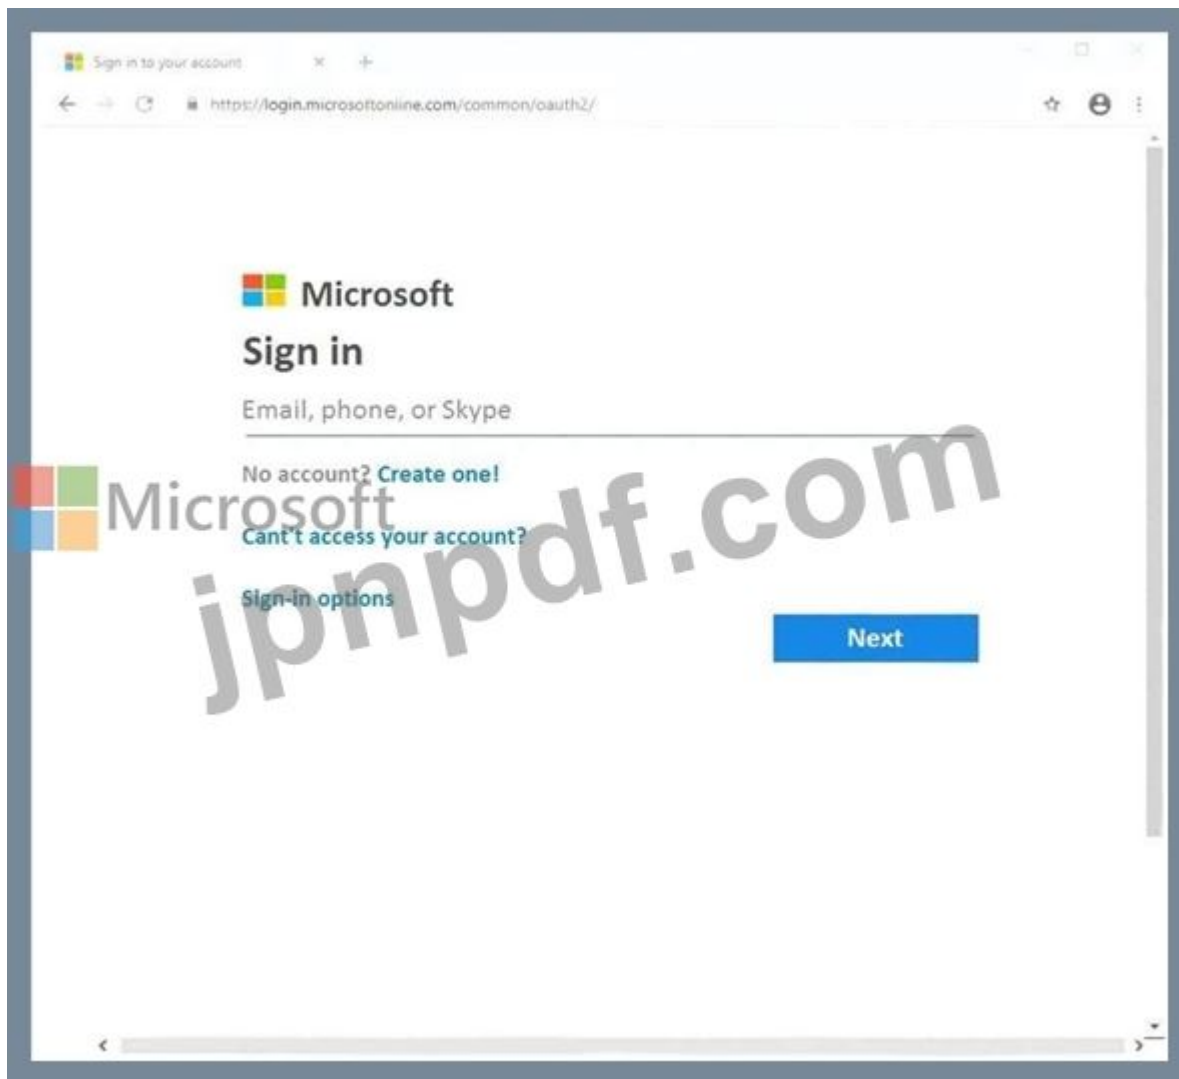 Sign in to your account
https://login.microsoftonline.com/common/oauth2/
Microsoft
Sign in
Email, phone, or Skype
No account? Create one!
Microsoft
Cant't access your account?
jpnpdf.com
Sign-in options
Next